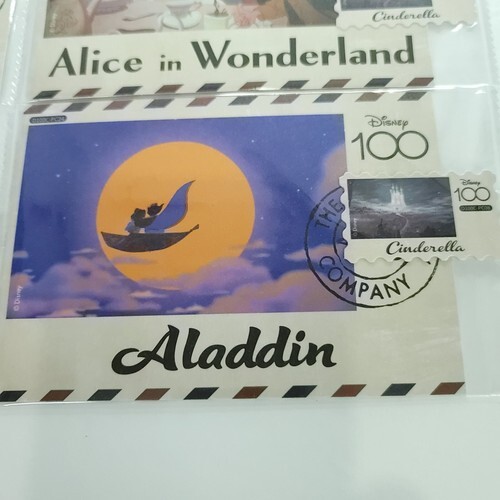 Cinderella
Alice in Wonderland
Disney
100
Disney
100
Cinderella
THE
COMPANY
© Disney
Aladdin